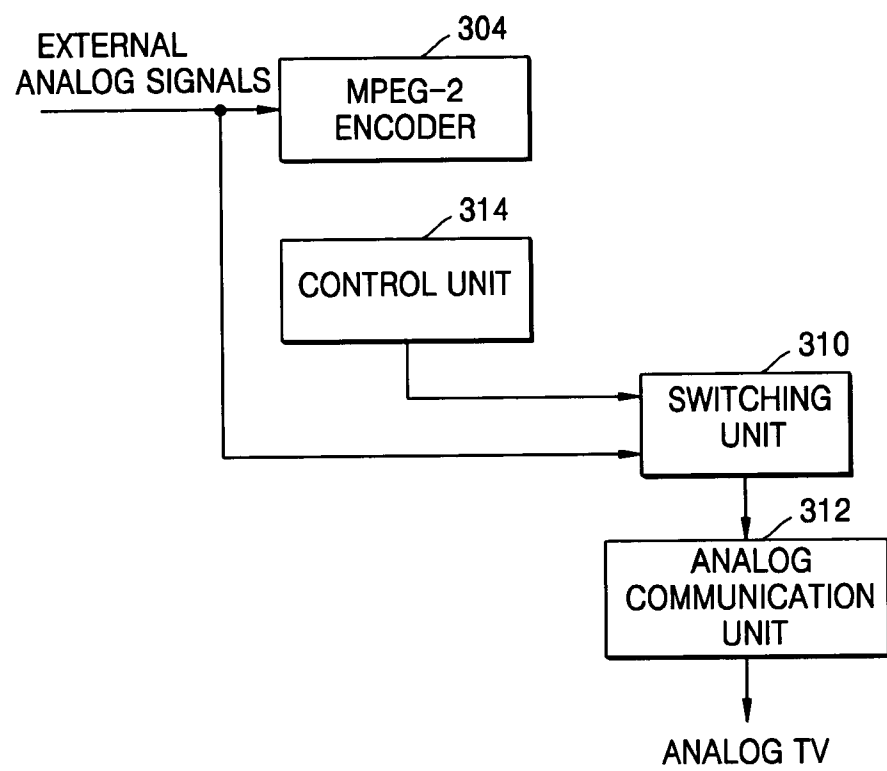 304
EXTERNAL
ANALOG SIGNALS
MPEG-2
ENCODER
314
CONTROL UNIT
310
SWITCHING
UNIT
312
ANALOG
COMMUNICATION
UNIT
ANALOG TV